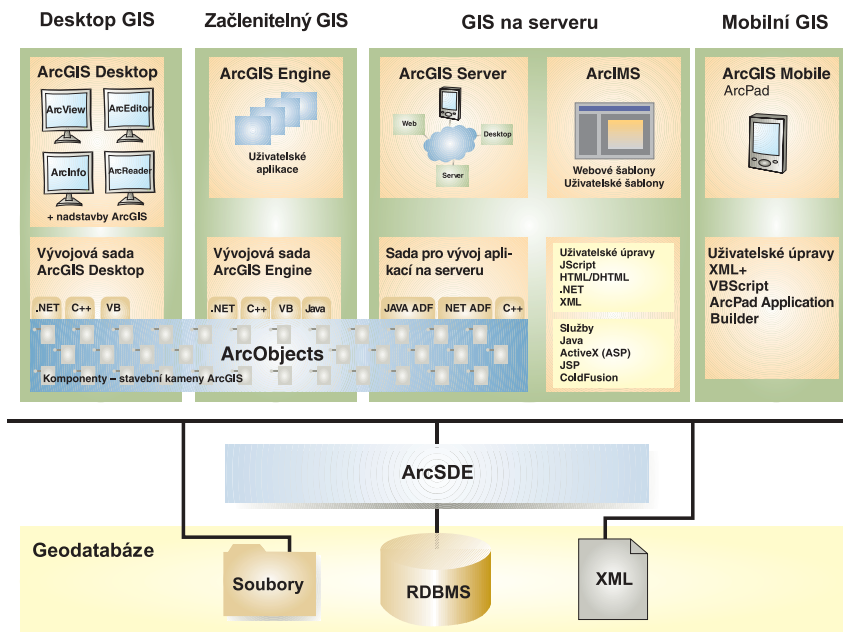 Desktop GIS
Začlenitelný GIS
GIS na serveru
Mobilní GIS
ArcGIS Desktop
ArcView
ArcEditor
ArcInfo
ArcReader
+ nadstavby ArcGIS
ArcGIS Engine
Uživatelské
aplikace
ArcGIS Server
Web
Desktop
Server
ArcIMS
Webové šablony
Uživatelské šablony
ArcGIS Mobile
ArcPad
Vývojová sada
ArcGIS Desktop
.NET
C++
VB
Vývojová sada
ArcGIS Engine
.NET
C++
VB
Java
Sada pro vývoj apli-
kací na serveru
JAVA ADF
NET ADF
C++
Uživatelské úpravy
JScript
HTML/DHTML
.NET
XML
Služby
Java
ActiveX (ASP)
JSP
ColdFusion
Uživatelské úpravy
XML+
VBScript
ArcPad Application
Builder
ArcObjects
Komponenty – stavební kameny ArcGIS
ArcSDE
Geodatabáze
Soubory
RDBMS
XML